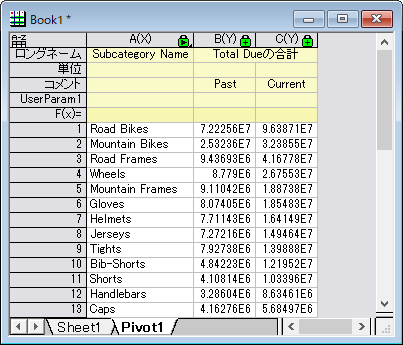 Book1 *
A(X) B(Y) C(Y)
ロングネーム Subcategory Name Total Dueの合計
単位
コメント Past Current
UserParam1
F(x)=
1 Road Bikes 7.22256E7 9.63871E7
2 Mountain Bikes 2.53236E7 3.23855E7
3 Road Frames 9.43693E6 4.16778E7
4 Wheels 8.779E6 2.67553E7
5 Mountain Frames 9.11042E6 1.88738E7
6 Gloves 8.07405E6 1.85483E7
7 Helmets 7.71143E6 1.64149E7
8 Jerseys 7.27216E6 1.49464E7
9 Tights 7.92738E6 1.39888E7
10 Bib-Shorts 4.84223E6 1.21952E7
11 Shorts 4.10814E6 1.03396E7
12 Handlebars 3.28604E6 8.63461E6
13 Caps 4.16276E6 5.68497E6
Sheet1 Pivot1